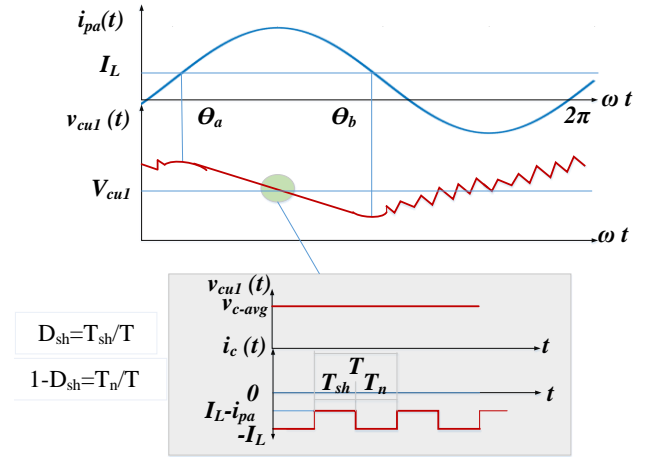 i_pa(t)
I_L
ω t
v_cu1 (t)
Θ_a
Θ_b
2π
V_cu1
ω t
v_cu1 (t)
v_c-avg
D_sh=T_sh/T
i_c (t)
t
T
1-D_sh=T_n/T
T_sh T_n
0
t
I_L-i_pa
-I_L